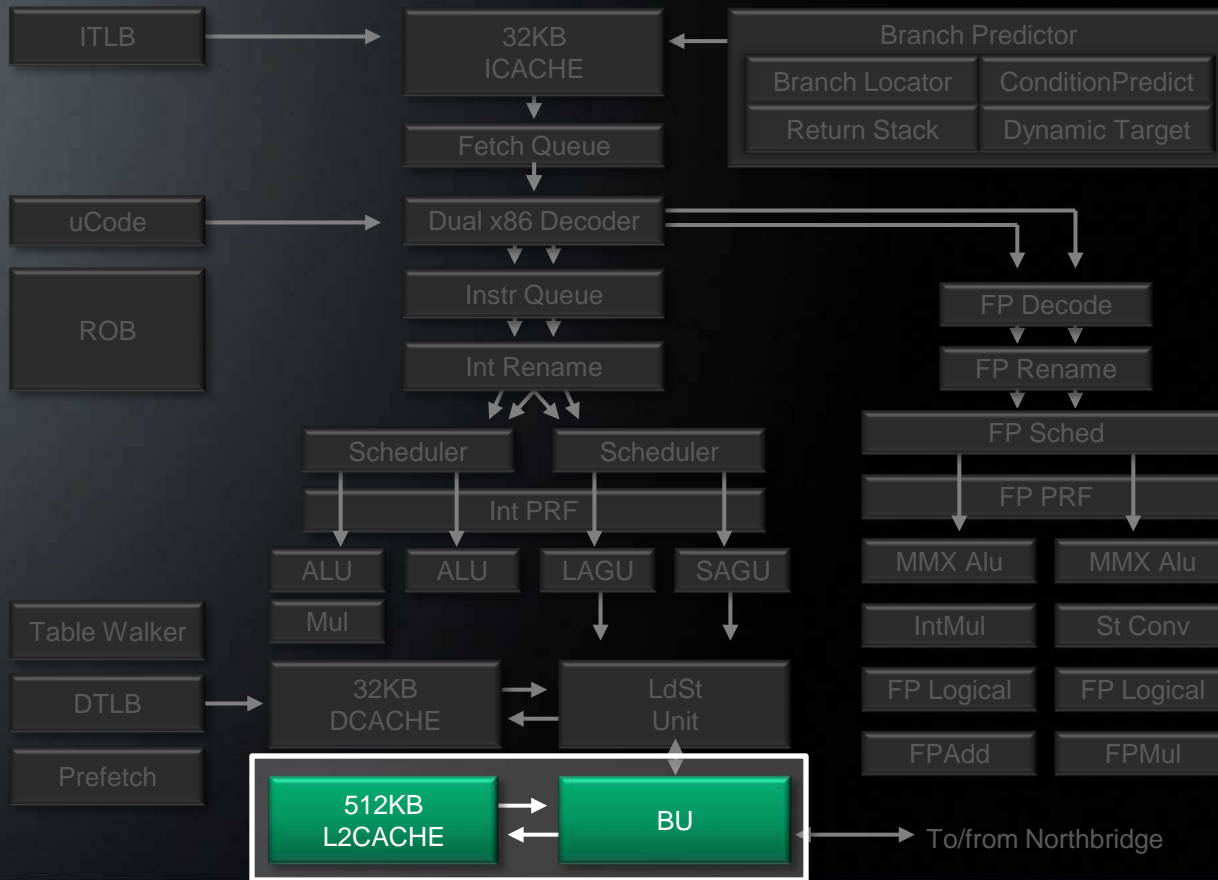 ITLB
32KB
ICACHE
Branch Predictor
Branch Locator
ConditionPredict
Return Stack
Dynamic Target
Fetch Queue
uCode
Dual x86 Decoder
ROB
Instr Queue
FP Decode
Int Rename
FP Rename
Scheduler
Scheduler
FP Sched
Int PRF
FP PRF
ALU
ALU
LAGU
SAGU
MMX Alu
MMX Alu
Mul
Table Walker
IntMul
St Conv
DTLB
32KB
DCACHE
LdSt
Unit
FP Logical
FP Logical
Prefetch
FPAdd
FPMul
512KB
L2CACHE
BU
To/from Northbridge